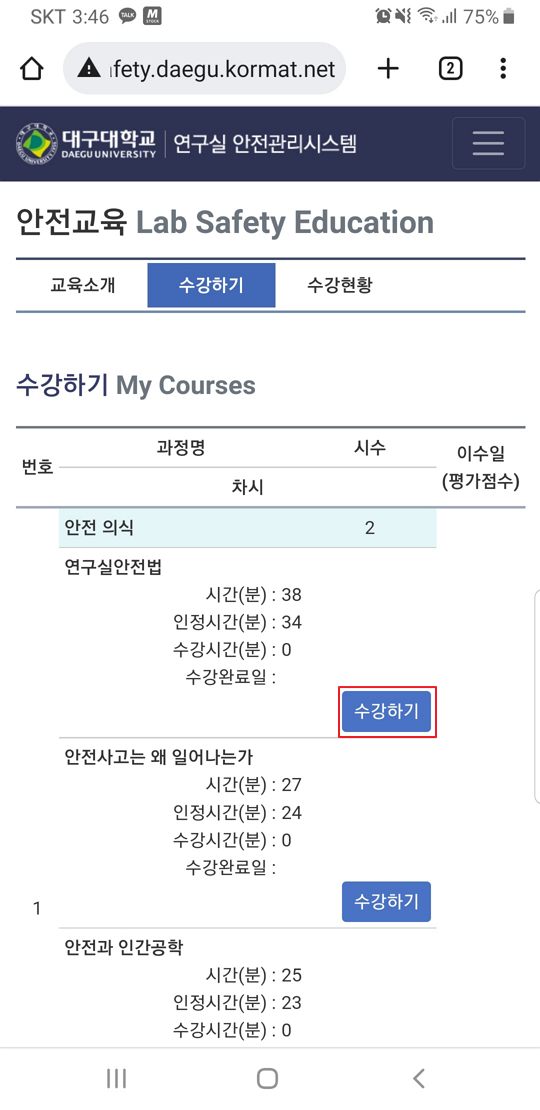 SKT 3:46 TALK M STOCK 75%
fety.daegu.kormat.net 2
대구대학교 DAEGU UNIVERSITY 연구실 안전관리시스템
안전교육 Lab Safety Education
교육소개 수강하기 수강현황
수강하기 My Courses
번호 과정명 시수 이수일 (평가점수)
차시
안전 의식 2
연구실안전법
시간(분) : 38
인정시간(분) : 34
수강시간(분) : 0
수강완료일 :
수강하기
안전사고는 왜 일어나는가
시간(분) : 27
인정시간(분) : 24
수강시간(분) : 0
수강완료일 :
수강하기
1
안전과 인간공학
시간(분) : 25
인정시간(분) : 23
수강시간(분) : 0